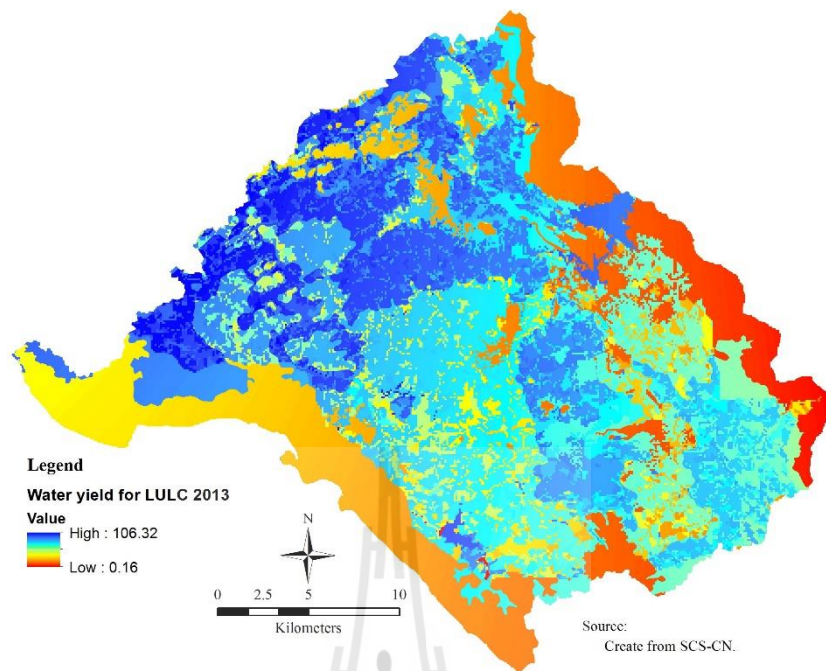 Legend
Water yield for LULC 2013
Value
High : 106.32
Low : 0.16
N
0 2.5 5 10
Kilometers
Source:
Create from SCS-CN.